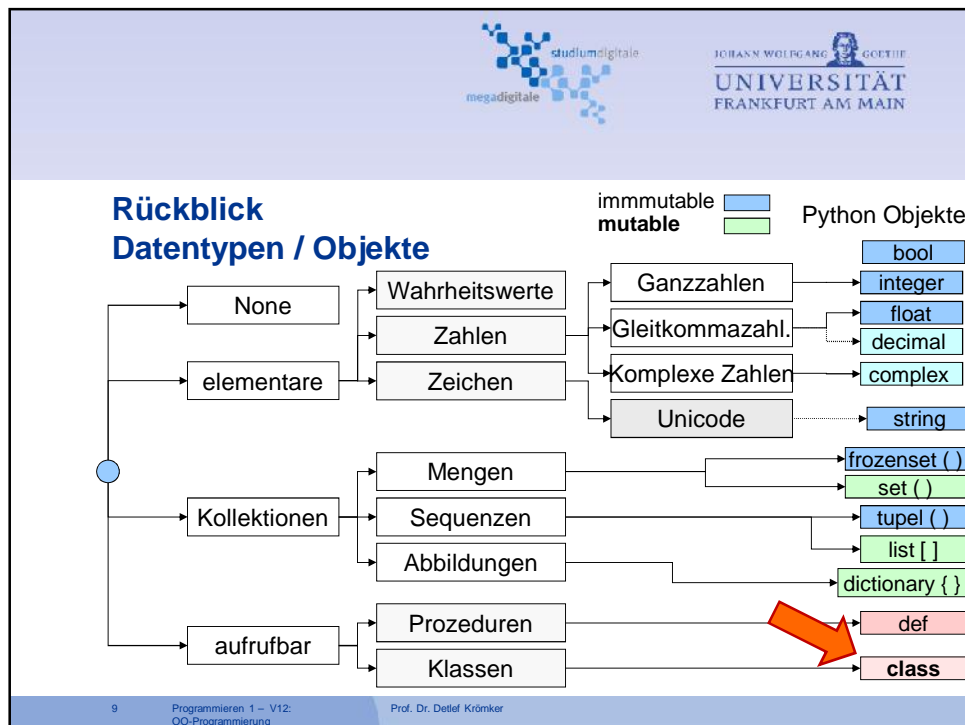 studiumdigitale
megadigitale
JOHANN WOLFGANG GOETHE
UNIVERSITÄT
FRANKFURT AM MAIN
Rückblick
Datentypen / Objekte
immmutable
mutable
Python Objekte
bool
None
Wahrheitswerte
Ganzzahlen
integer
Zahlen
Gleitkommazahl.
float
decimal
elementare
Zeichen
Komplexe Zahlen
complex
Unicode
string
Mengen
frozenset ( )
set ( )
Kollektionen
Sequenzen
tupel ( )
list [ ]
Abbildungen
dictionary { }
aufrufbar
Prozeduren
def
Klassen
class
9 Programmieren 1 – V12: Prof. Dr. Detlef Krömker
OO-Programmierung